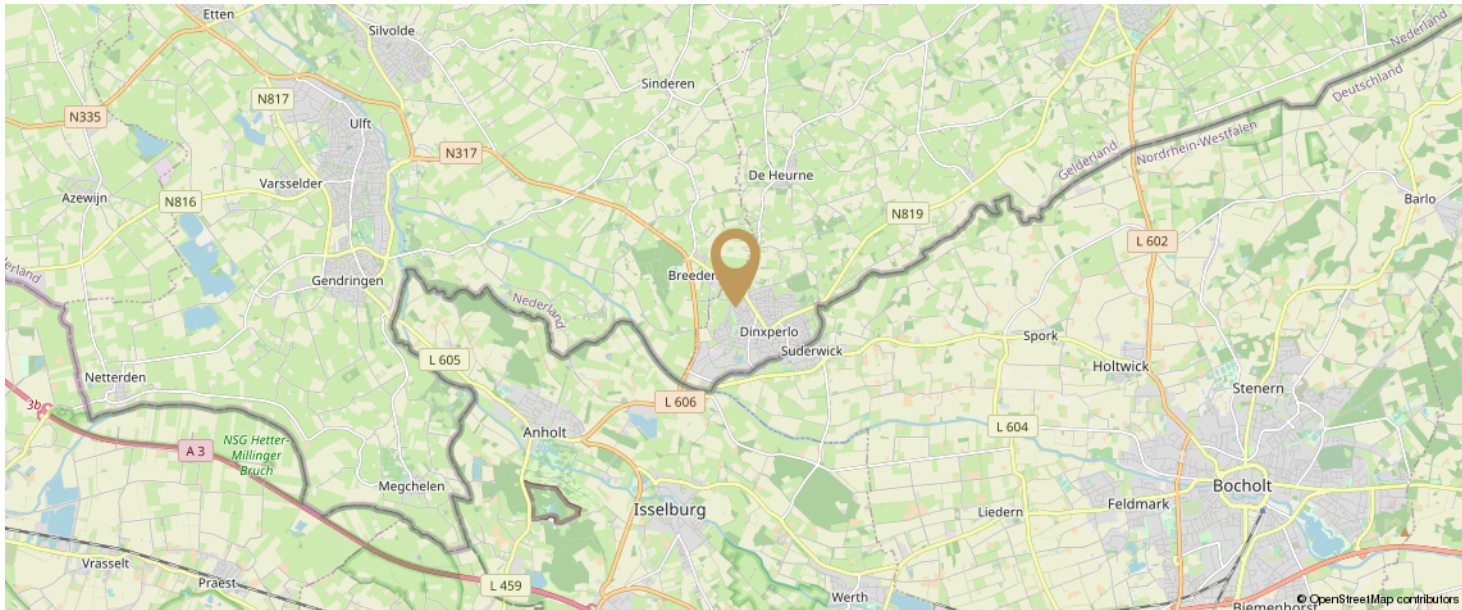 Etten
Silvolde
Nederland
Deutschland
Sinderen
N817
N335
Ulft
N317
Gelderland
Nordrhein-Westfalen
De Heurne
Varsselder
Azewijn
N816
Barlo
N819
L 602
Breeden
Gendringen
Nederland
Dinxperlo
Suderwick
Spork
L 605
Holtwick
Netterden
Stenern
3b
L 606
Anholt
L 604
NSG Hetter-
Millinger
Bruch
A 3
Megchelen
Bocholt
Feldmark
Isselburg
Liedern
Vrasselt
Praest
L 459
Werth
© OpenStreetMap contributors